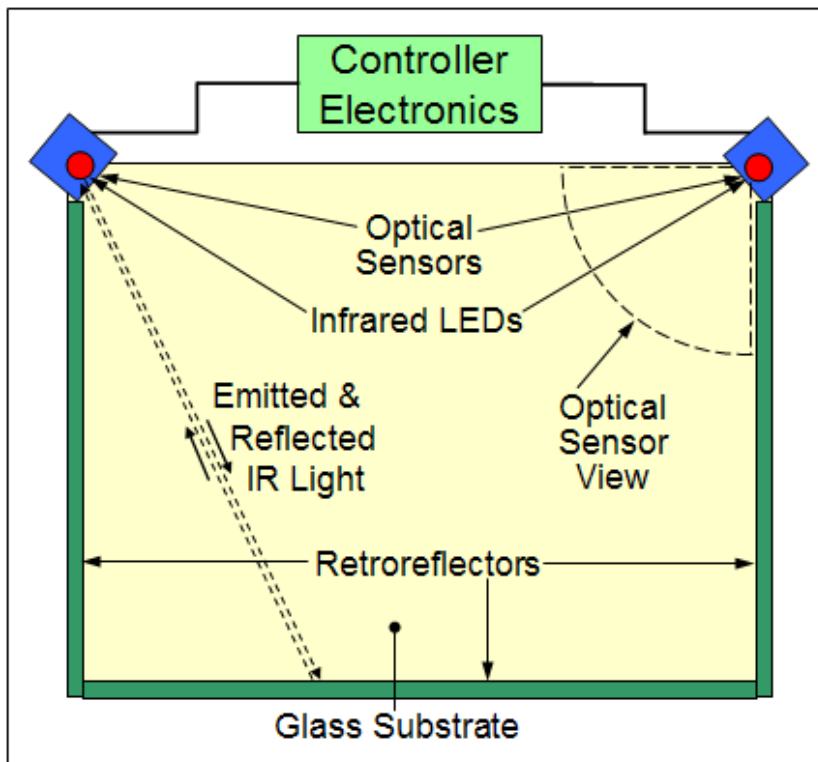 Controller
Electronics
Optical
Sensors
Infrared LEDs
Emitted &
Reflected
IR Light
Optical
Sensor
View
Retroreflectors
Glass Substrate